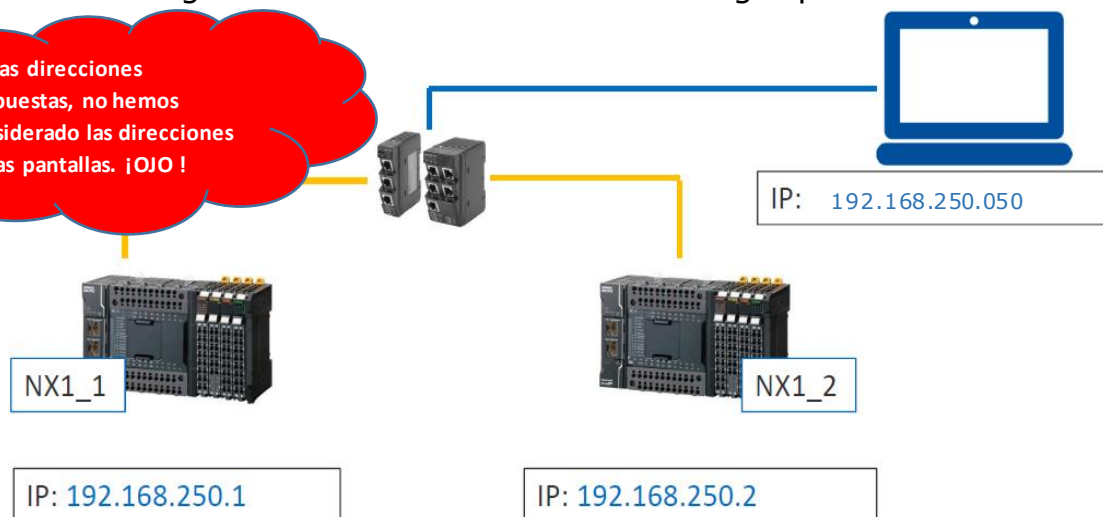 as direcciones
puestas, no hemos
siderado las direcciones
as pantallas. ¡OJO !
IP: 192.168.250.050
NX1_1
NX1_2
IP: 192.168.250.1
IP: 192.168.250.2